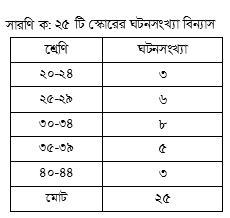 সারণি ক: ২৫ টি স্কোরের ঘটনসংখ্যা বিন্যাস
শ্রেণি ঘটনসংখ্যা
২০-২৪ ৩
২৫-২৯ ৬
৩০-৩৪ ৮
৩৫-৩৯ ৫
৪০-৪৪ ৩
মোট ২৫